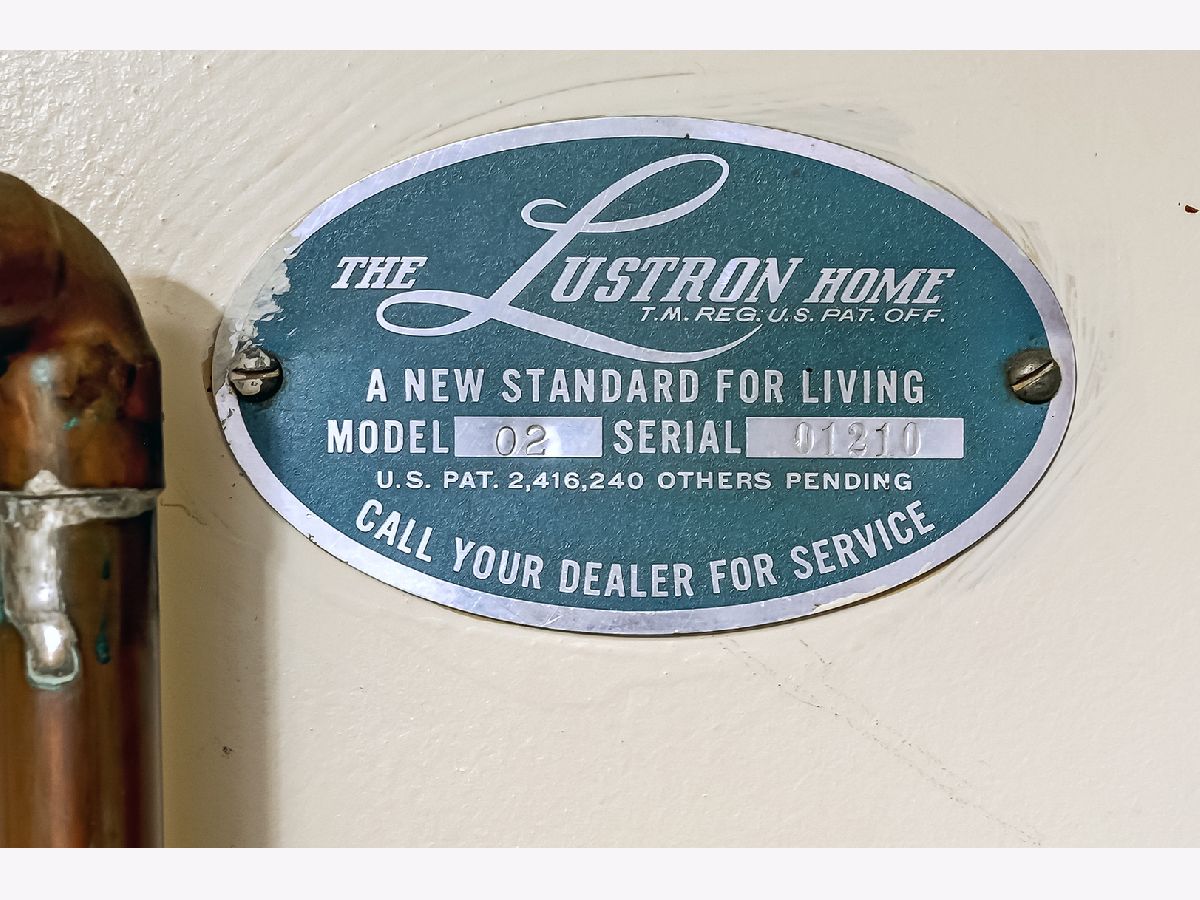 THE LUSTRON HOME
T.M. REG. U.S. PAT. OFF.
A NEW STANDARD FOR LIVING
MODEL 02 SERIAL 01210
U.S. PAT. 2,416,240 OTHERS PENDING
CALL YOUR DEALER FOR SERVICE